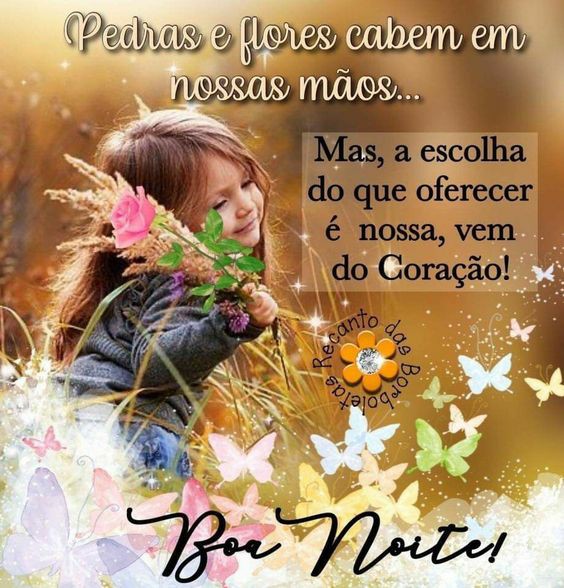 Pedras e flores cabem em
nossas mãos...
Mas, a escolha
do que oferecer
é nossa, vem
do Coração!
Recanto das Borboletas
Boa Noite!